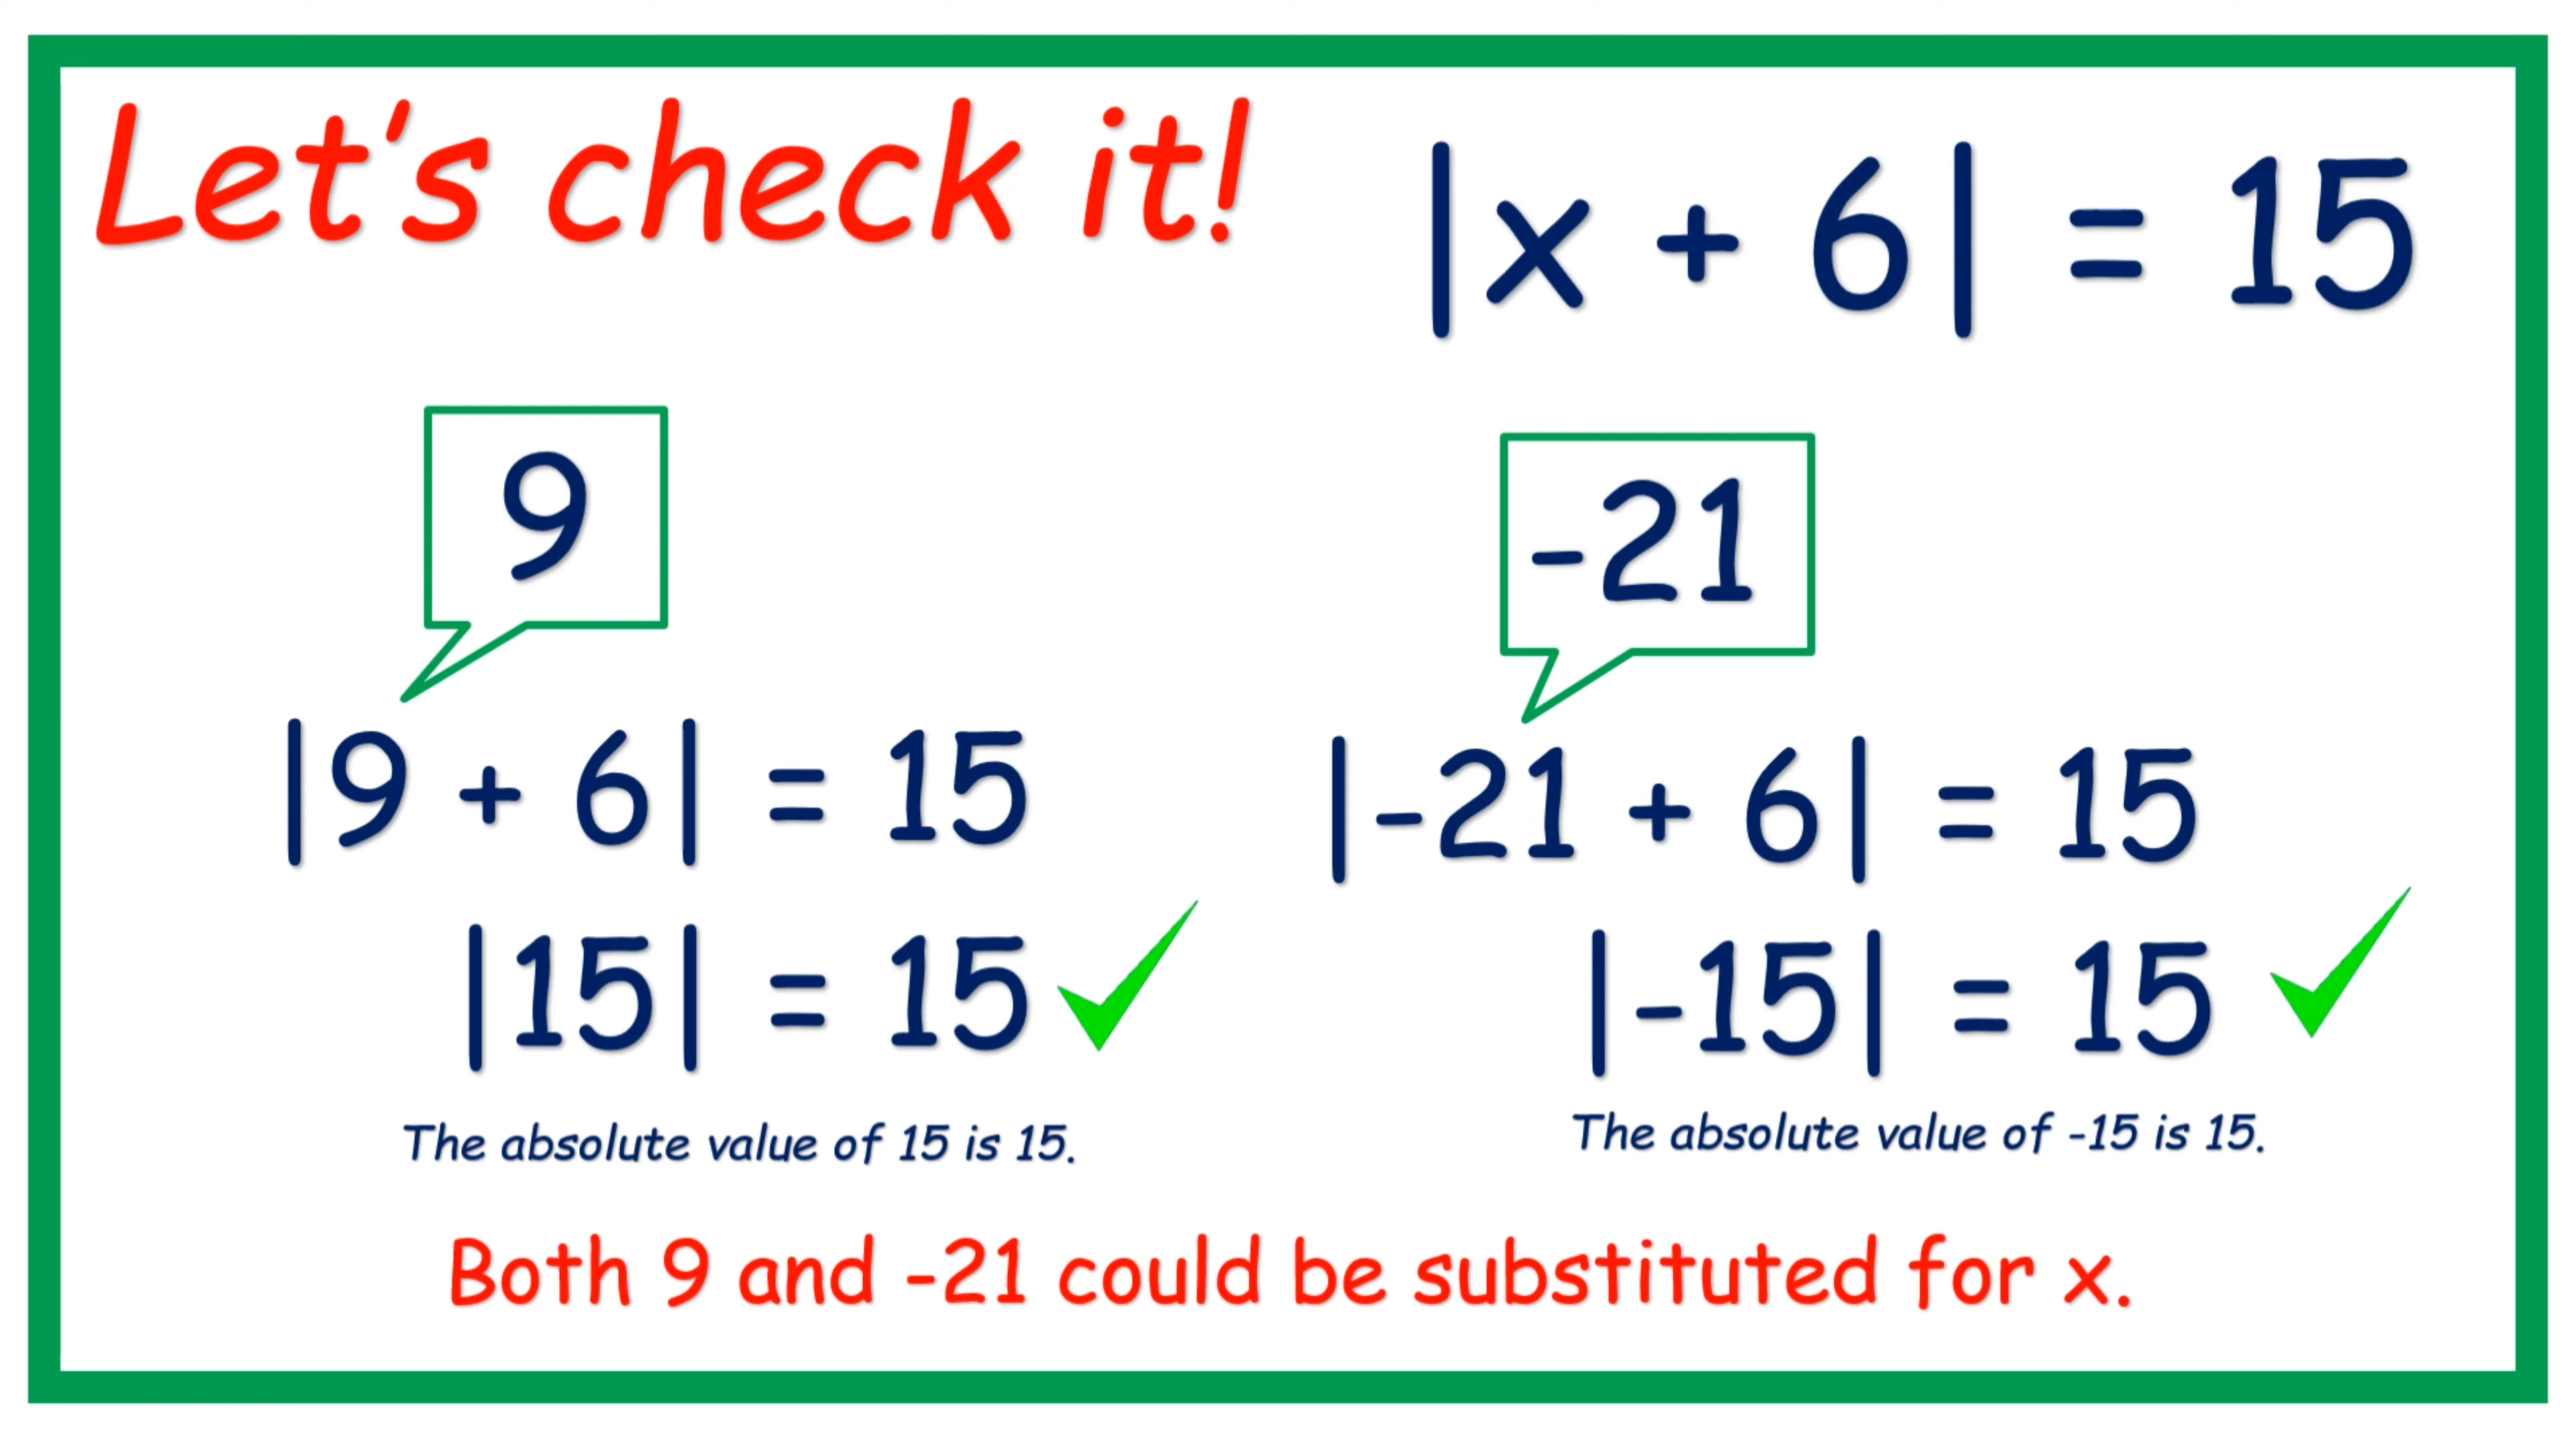 Let's check it!
|x + 6| = 15
9
|9 + 6| = 15
|15| = 15
The absolute value of 15 is 15.
-21
|-21 + 6| = 15
|-15| = 15
The absolute value of -15 is 15.
Both 9 and -21 could be substituted for x.